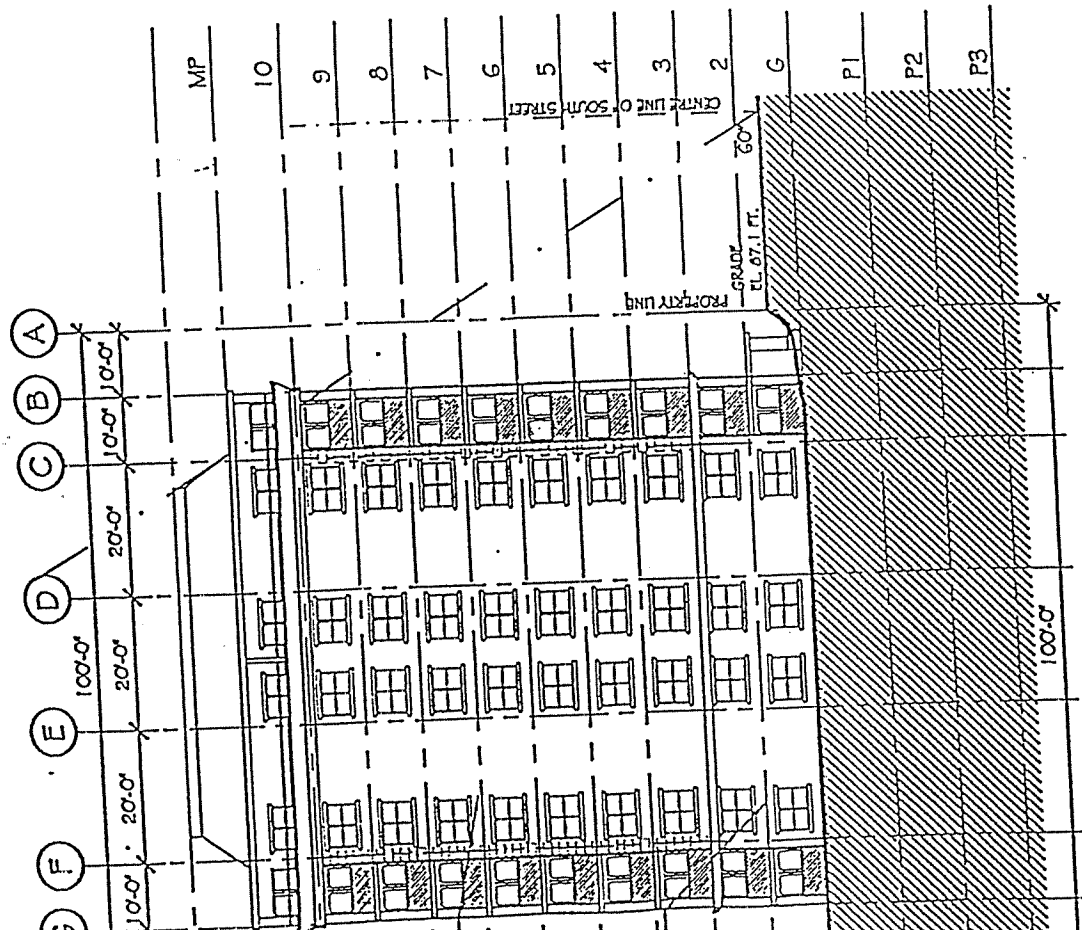 MP
10
9
8
7
6
5
4
3
2
G
P1
P2
P3
CENTRE LINE OF SOUTH STREET
60°
GRADE
EL. 87.1 FT.
PROPERTY LINE
A
B
C
D
E
F
G
100'-0"
10'-0"
10'-0"
20'-0"
20'-0"
20'-0"
10'-0"
100'-0"